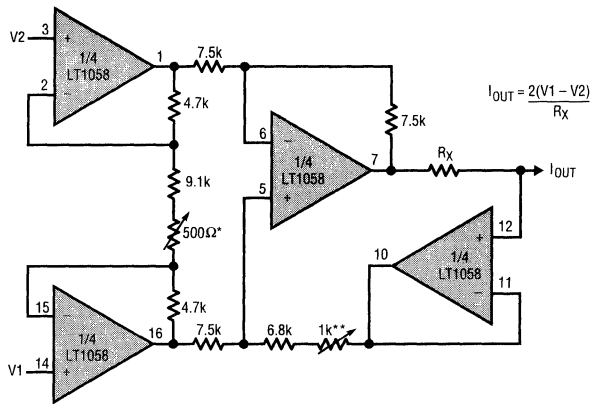 V2
3
+
2
−
1/4
LT1058
1
7.5k
4.7k
7.5k
I_OUT = 2(V1 – V2)
R_X
6
−
5
+
1/4
LT1058
7
R_X
I_OUT
9.1k
500Ω*
12
+
10
1/4
LT1058
11
−
15
−
4.7k
1/4
LT1058
16
7.5k
6.8k
1k**
V1
14
+